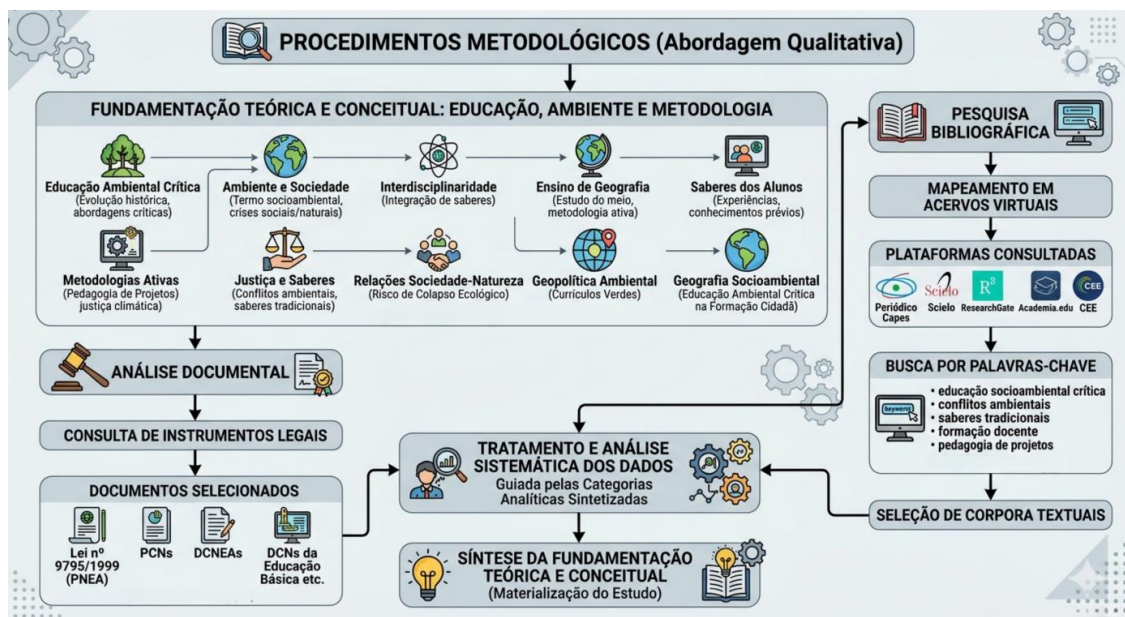 PROCEDIMENTOS METODOLÓGICOS (Abordagem Qualitativa)
FUNDAMENTAÇÃO TEÓRICA E CONCEITUAL: EDUCAÇÃO, AMBIENTE E METODOLOGIA
Educação Ambiental Crítica
(Evolução histórica,
abordagens críticas)
Ambiente e Sociedade
(Termo socioambiental,
crises sociais/naturais)
Interdisciplinaridade
(Integração de saberes)
Ensino de Geografia
(Estudo do meio,
metodologia ativa)
Saberes dos Alunos
(Experiências,
conhecimentos prévios)
Metodologias Ativas
(Pedagogia de Projetos)
justiça climática)
Justiça e Saberes
(Conflitos ambientais,
saberes tradicionais)
Relações Sociedade-Natureza
(Risco de Colapso Ecológico)
Geopolítica Ambiental
(Currículos Verdes)
Geografia Socioambiental
(Educação Ambiental Crítica
na Formação Cidadã)
ANÁLISE DOCUMENTAL
CONSULTA DE INSTRUMENTOS LEGAIS
DOCUMENTOS SELECIONADOS
Lei nº
9795/1999
(PNEA)
PCNs
DCNEAs
DCNs da
Educação
Básica etc.
PESQUISA
BIBLIOGRÁFICA
MAPEAMENTO EM
ACERVOS VIRTUAIS
PLATAFORMAS CONSULTADAS
Periódico
Capes
Scielo
Scielo
R³
ResearchGate
Academia.edu
CEE
CEE
BUSCA POR PALAVRAS-CHAVE
• educação socioambiental crítica
• conflitos ambientais
• saberes tradicionais
• formação docente
• pedagogia de projetos
SELEÇÃO DE CORPORA TEXTUAIS
TRATAMENTO E ANÁLISE
SISTEMÁTICA DOS DADOS
Guiada pelas Categorias
Analíticas Sintetizadas
SÍNTESE DA FUNDAMENTAÇÃO
TEÓRICA E CONCEITUAL
(Materialização do Estudo)